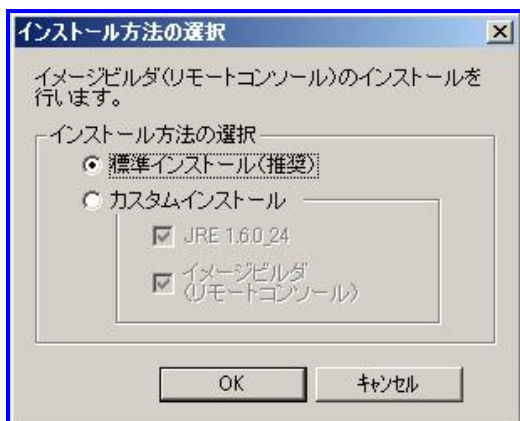 インストール方法の選択
イメージビルダ(リモートコンソール)のインストールを
行います。
インストール方法の選択
標準インストール(推奨)
カスタムインストール
JRE 1.6.0_24
イメージビルダ
(リモートコンソール)
OK
キャンセル